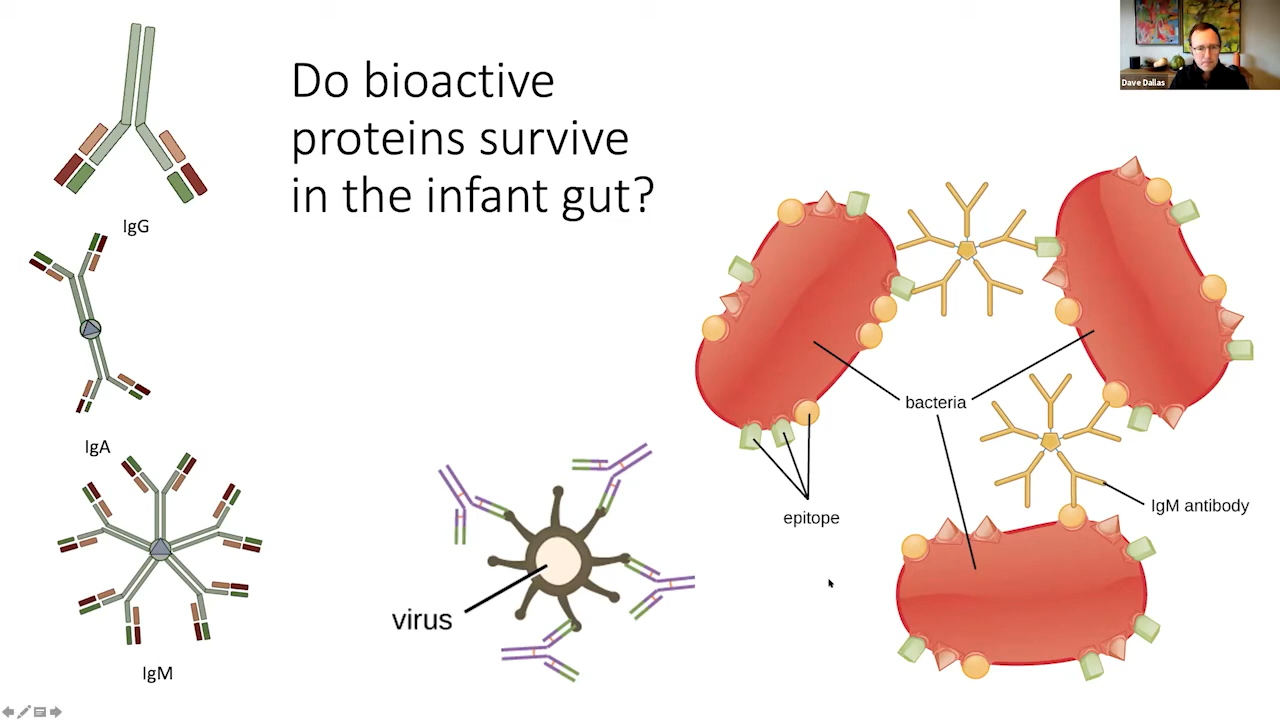 Do bioactive
proteins survive
in the infant gut?
Dave Dallas
IgG
IgA
IgM
virus
bacteria
epitope
IgM antibody